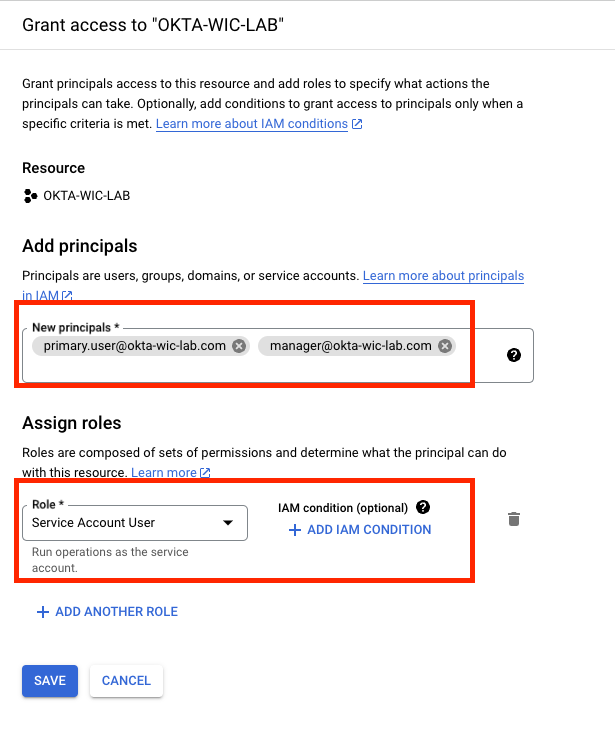 Grant access to "OKTA-WIC-LAB"
Grant principals access to this resource and add roles to specify what actions the
principals can take. Optionally, add conditions to grant access to principals only when a
specific criteria is met. Learn more about IAM conditions
Resource
OKTA-WIC-LAB
Add principals
Principals are users, groups, domains, or service accounts. Learn more about principals
in IAM
New principals *
primary.user@okta-wic-lab.com manager@okta-wic-lab.com
Assign roles
Roles are composed of sets of permissions and determine what the principal can do
with this resource. Learn more
Role *
Service Account User
Run operations as the service
account.
IAM condition (optional)
+ ADD IAM CONDITION
+ ADD ANOTHER ROLE
SAVE CANCEL